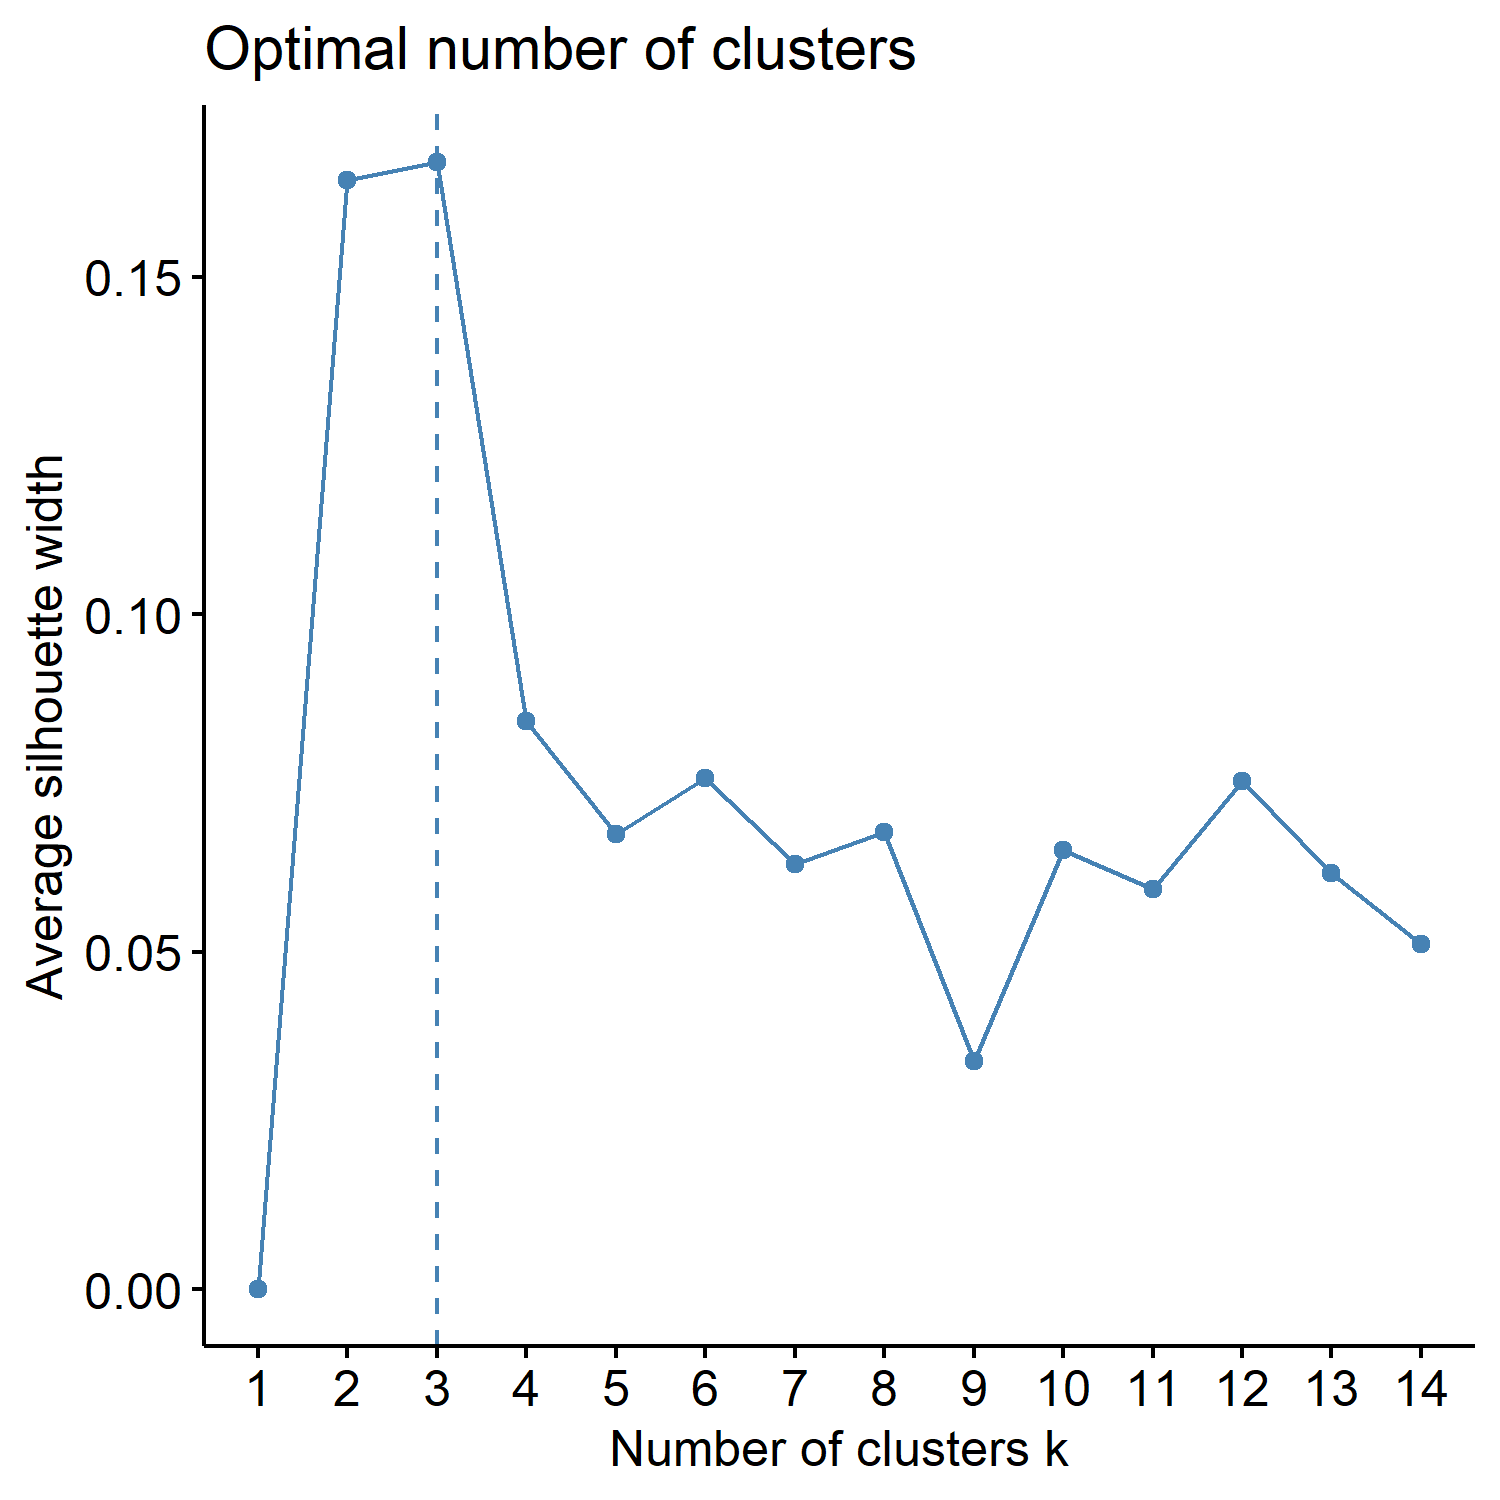 Optimal number of clusters
Average silhouette width
0.15
0.10
0.05
0.00
1 2 3 4 5 6 7 8 9 10 11 12 13 14
Number of clusters k